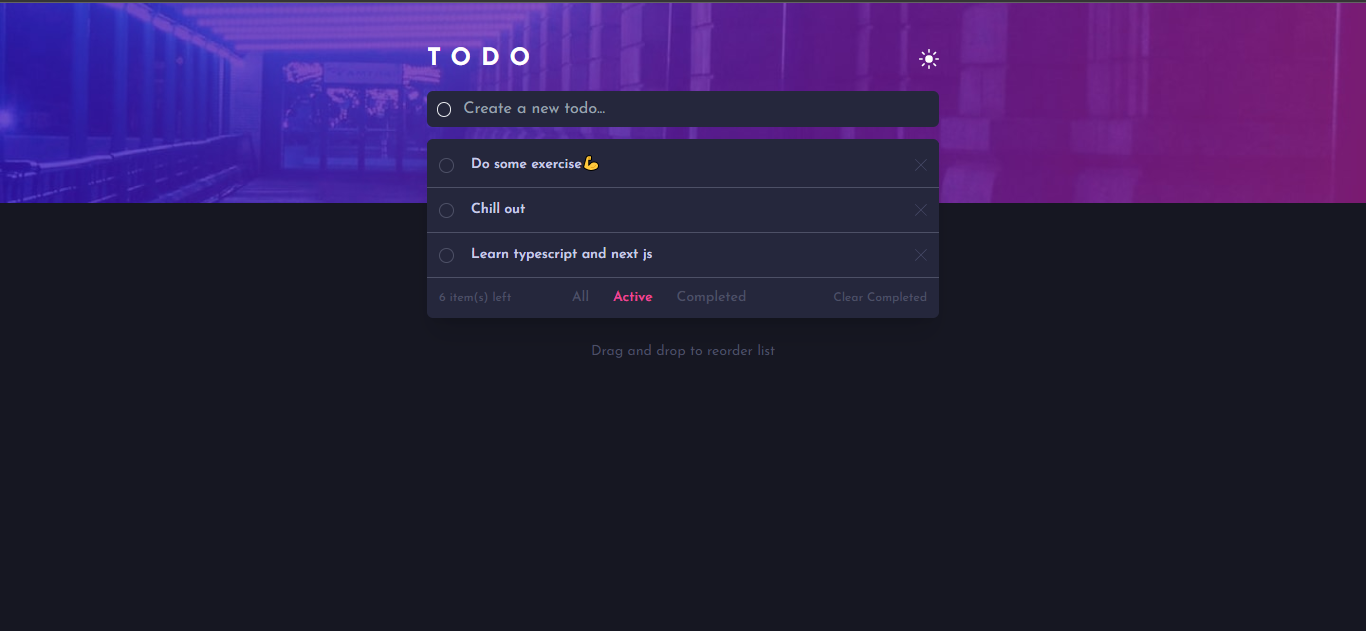 TODO
Create a new todo...
Do some exercise💪
Chill out
Learn typescript and next js
6 item(s) left All Active Completed Clear Completed
Drag and drop to reorder list